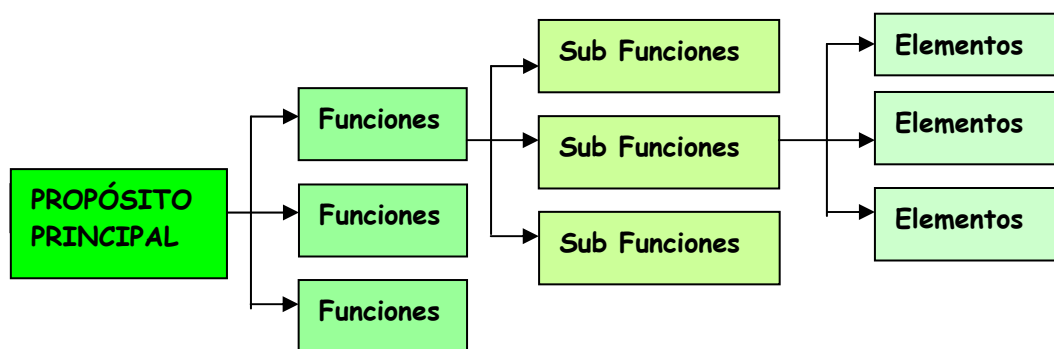 PROPÓSITO
PRINCIPAL
Funciones
Funciones
Funciones
Sub Funciones
Sub Funciones
Sub Funciones
Elementos
Elementos
Elementos